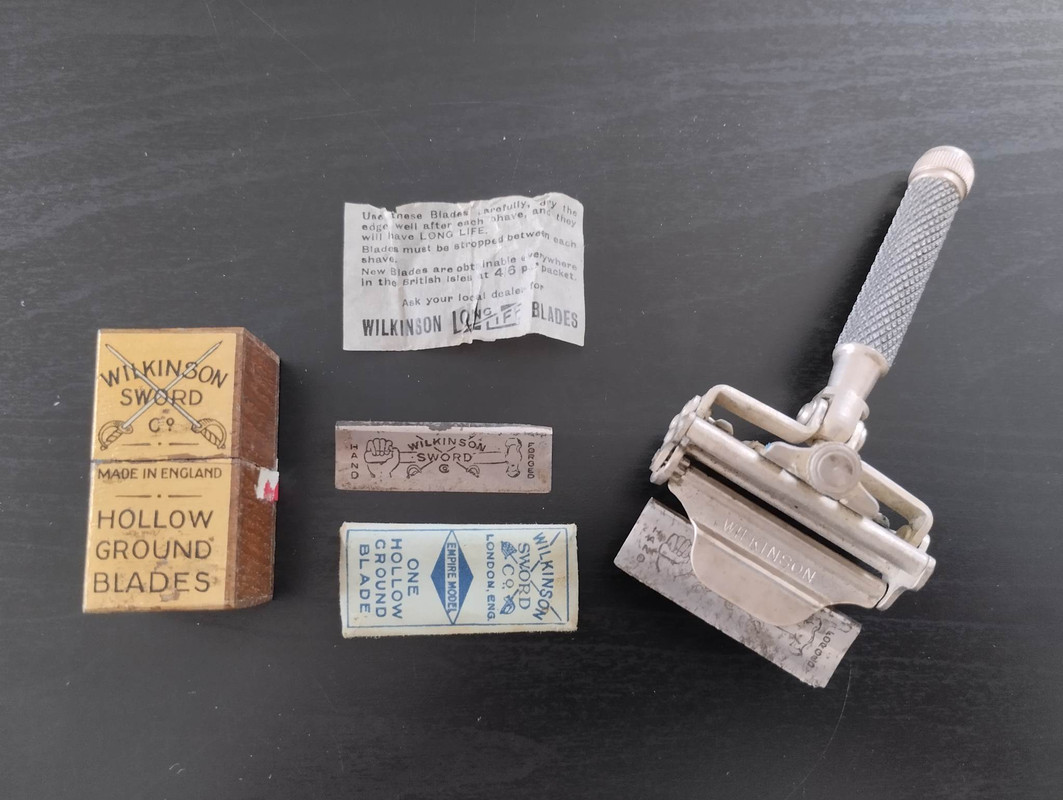 WILKINSON
SWORD
Co
MADE IN ENGLAND
HOLLOW
GROUND
BLADES
Use these Blades carefully, dry the
edge well after each shave, and they
will have LONG LIFE.
Blades must be stropped between each
shave.
New Blades are obtainable everywhere
in the British Isles at 4/6 per packet.
Ask your local dealer for
WILKINSON LONG LIFE BLADES
HAND
WILKINSON
SWORD
Co
FORGED
WILKINSON
SWORD
Co.
LONDON, ENG.
EMPIRE MODEL
ONE
HOLLOW
GROUND
BLADE
WILKINSON
FORGED